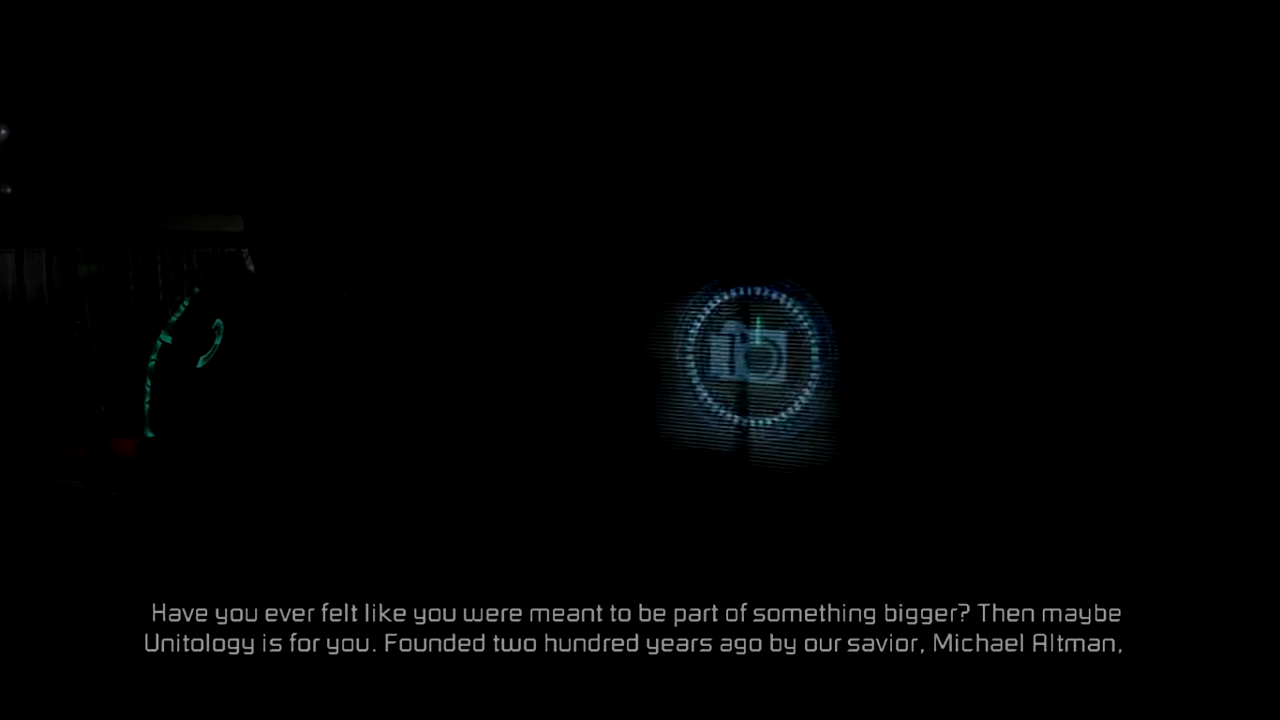 Have you ever felt like you were meant to be part of something bigger? Then maybe
Unitology is for you. Founded two hundred years ago by our savior, Michael Altman,